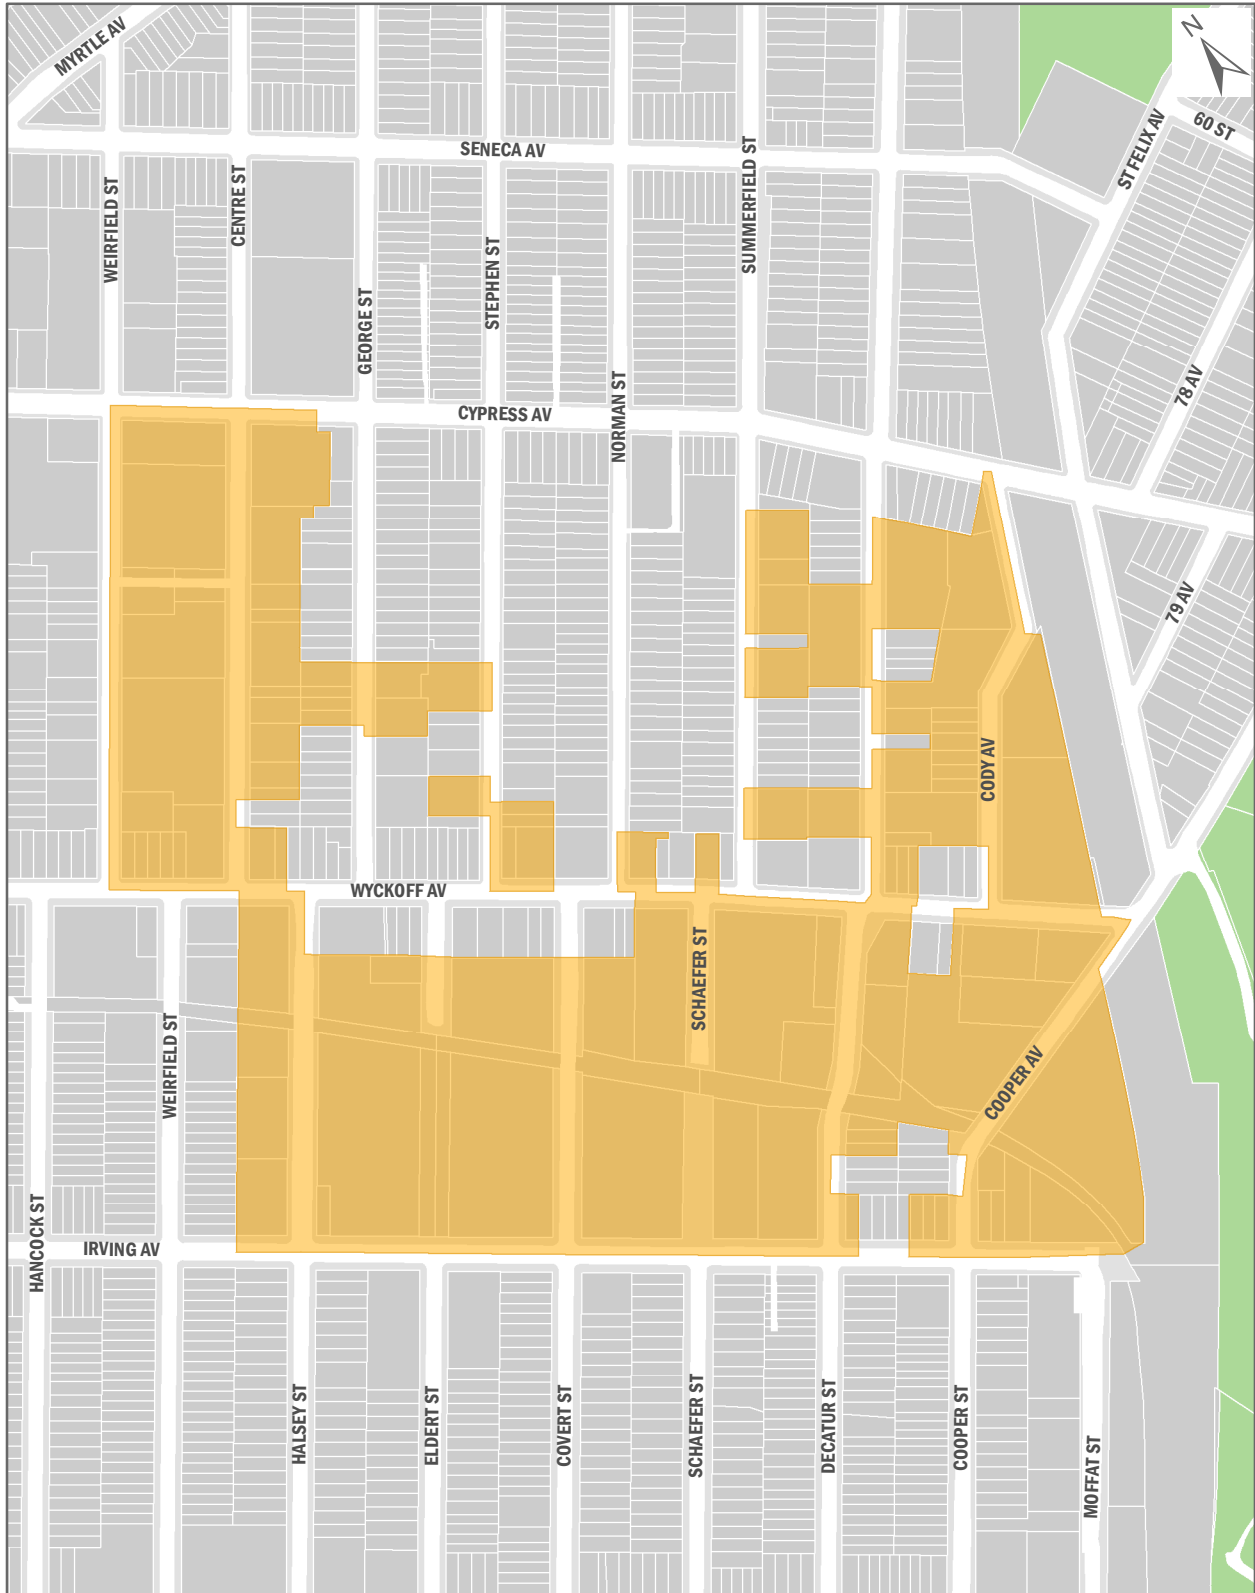 MYRTLE AV
N
60 ST
ST FELIX AV
SENECA AV
WEIRFIELD ST
CENTRE ST
SUMMERFIELD ST
STEPHEN ST
GEORGE ST
78 AV
NORMAN ST
CYPRESS AV
79 AV
CODY AV
WYCKOFF AV
SCHAEFER ST
WEIRFIELD ST
COOPER AV
HANCOCK ST
IRVING AV
HALSEY ST
ELDERT ST
COVERT ST
SCHAEFER ST
DECATUR ST
COOPER ST
MOFFAT ST